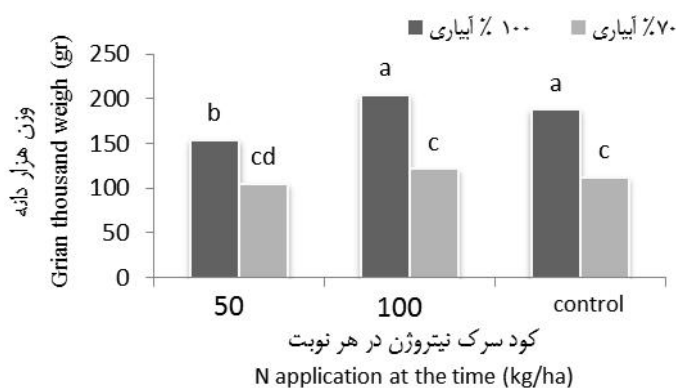 ۱۰۰ % آبیاری ۷۰% آبیاری
وزن هزار دانه
Grian thousand weigh (gr)
250
200
150
100
50
0
b
cd
a
c
a
c
50 100 control
کود سرک نیتروژن در هر نوبت
N application at the time (kg/ha)